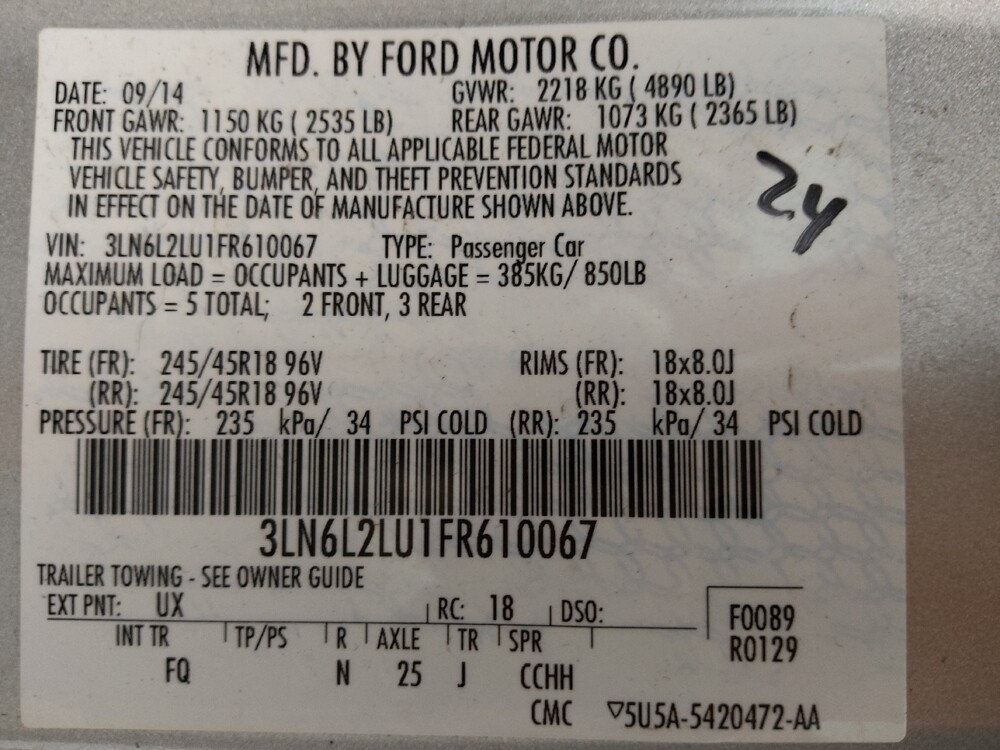 MFD. BY FORD MOTOR CO.
DATE: 09/14 GVWR: 2218 KG ( 4890 LB)
FRONT GAWR: 1150 KG ( 2535 LB) REAR GAWR: 1073 KG ( 2365 LB)
THIS VEHICLE CONFORMS TO ALL APPLICABLE FEDERAL MOTOR
VEHICLE SAFETY, BUMPER, AND THEFT PREVENTION STANDARDS
IN EFFECT ON THE DATE OF MANUFACTURE SHOWN ABOVE.
24
VIN: 3LN6L2LU1FR610067 TYPE: Passenger Car
MAXIMUM LOAD = OCCUPANTS + LUGGAGE = 385KG/ 850LB
OCCUPANTS = 5 TOTAL; 2 FRONT, 3 REAR
TIRE (FR): 245/45R18 96V RIMS (FR): 18x8.0J
(RR): 245/45R18 96V (RR): 18x8.0J
PRESSURE (FR): 235 kPa/ 34 PSI COLD (RR): 235 kPa/ 34 PSI COLD
3LN6L2LU1FR610067
TRAILER TOWING - SEE OWNER GUIDE
EXT PNT: UX RC: 18 DSO: F0089
INT TR TP/PS R AXLE TR SPR R0129
FQ N 25 J CCHH
CMC ▽5U5A-5420472-AA